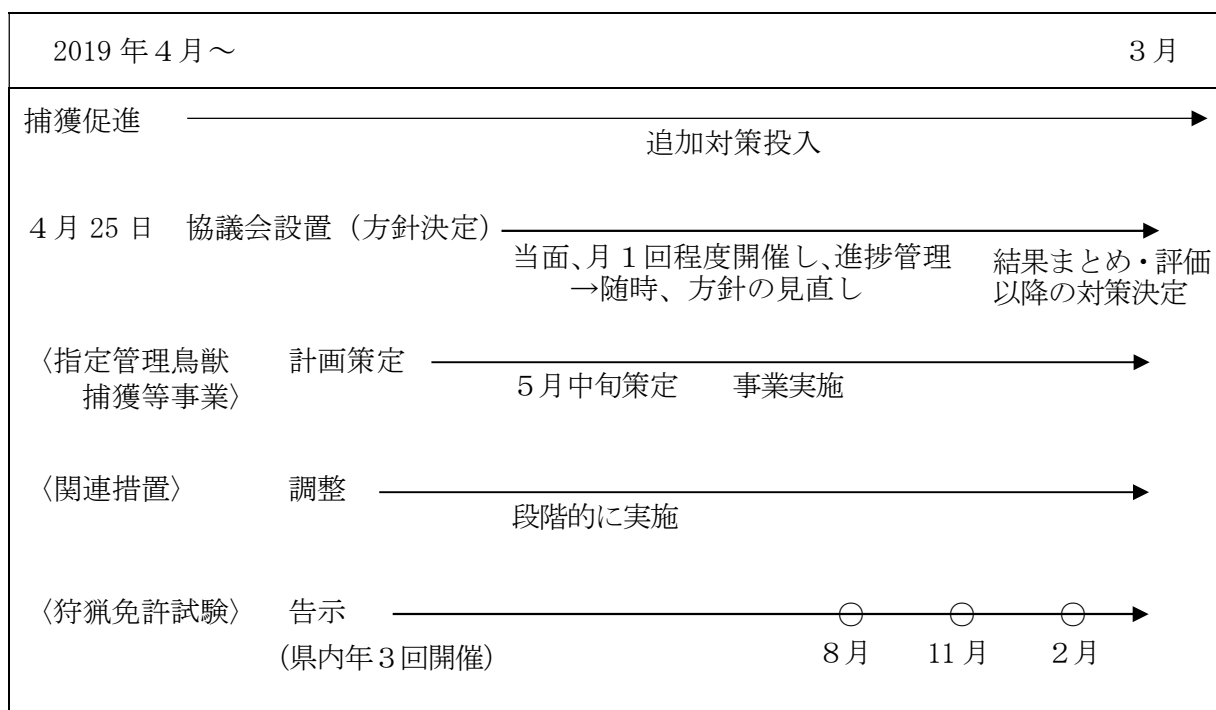 2019年４月～ ３月
捕獲促進
追加対策投入
４月25日 協議会設置（方針決定）
当面、月１回程度開催し、進捗管理
→随時、方針の見直し
結果まとめ・評価
以降の対策決定
〈指定管理鳥獣
捕獲等事業〉
計画策定
５月中旬策定 事業実施
〈関連措置〉 調整
段階的に実施
〈狩猟免許試験〉 告示
(県内年３回開催)
８月 11月 ２月